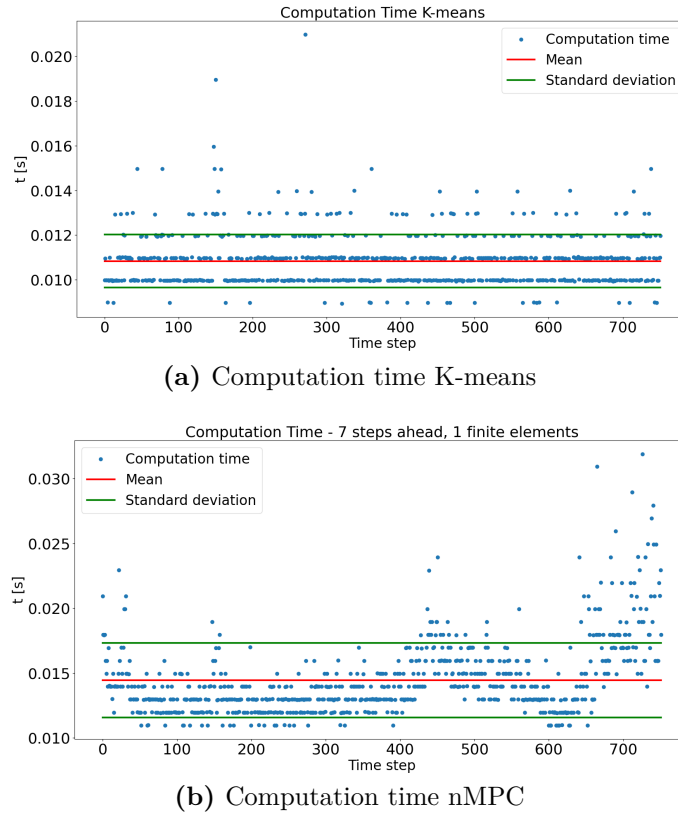 Computation Time K-means
Computation time
Mean
Standard deviation
0.020
0.018
0.016
0.014
0.012
0.010
t [s]
0 100 200 300 400 500 600 700
Time step
(a) Computation time K-means
Computation Time - 7 steps ahead, 1 finite elements
Computation time
Mean
Standard deviation
0.030
0.025
0.020
0.015
0.010
t [s]
0 100 200 300 400 500 600 700
Time step
(b) Computation time nMPC